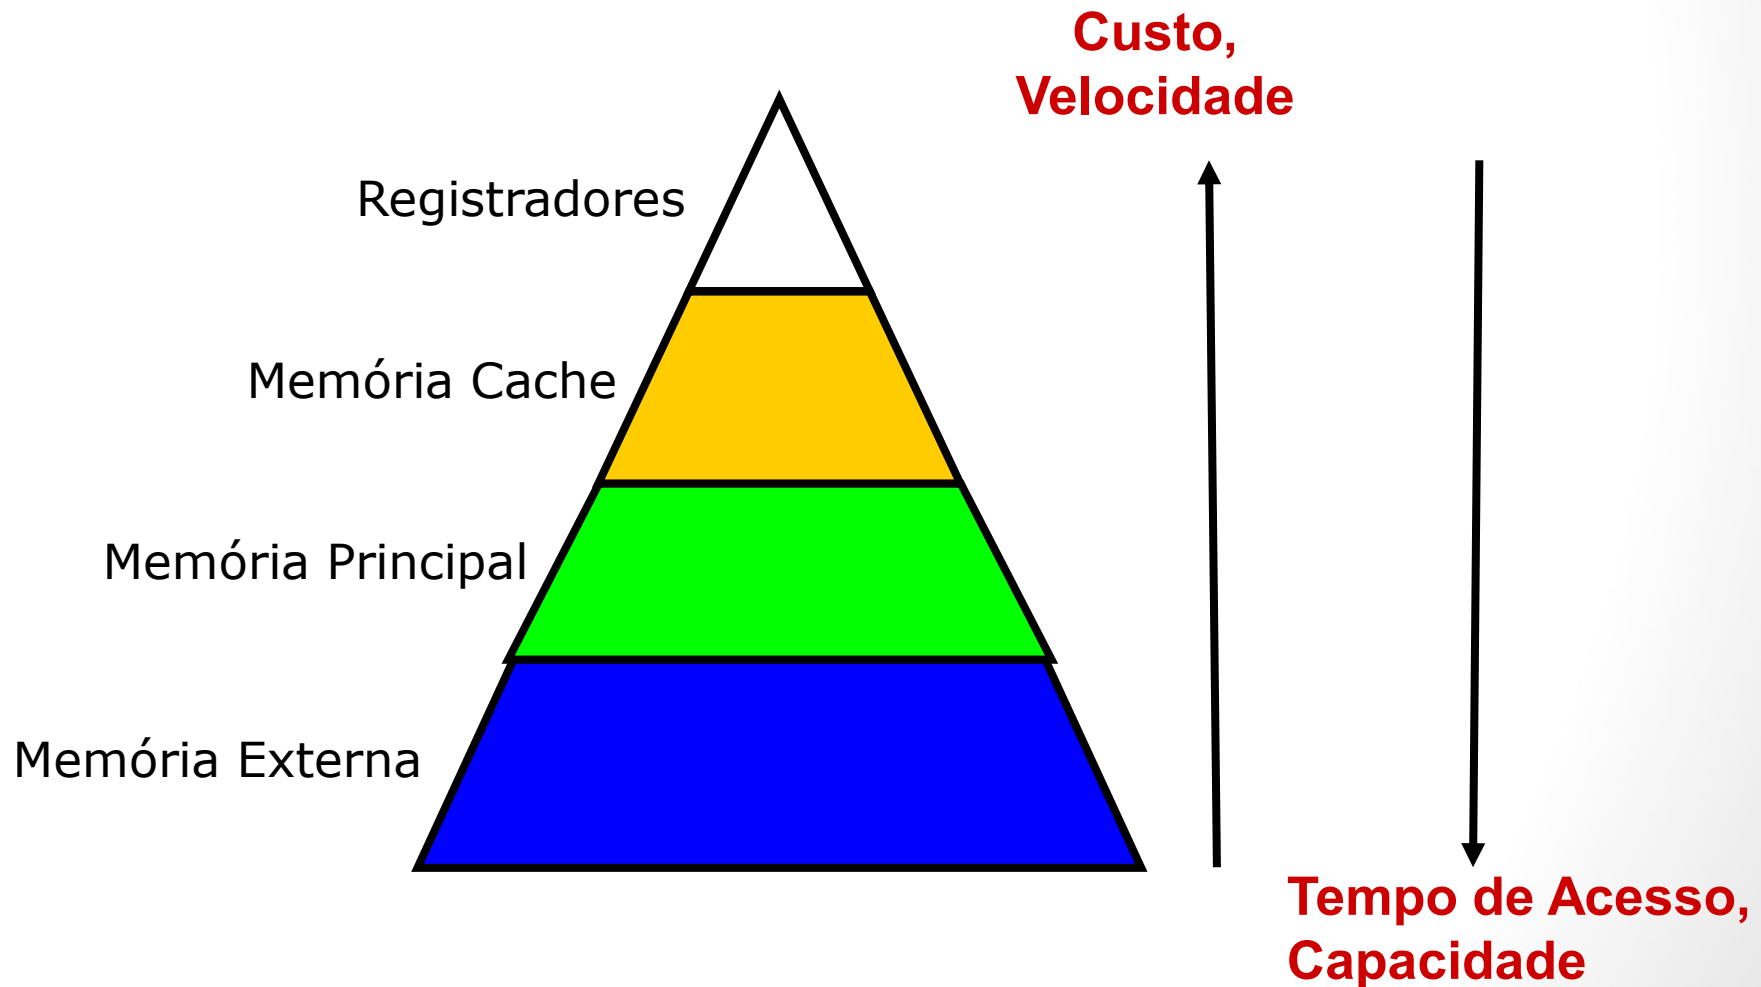 Custo,
Velocidade
Registradores
Memória Cache
Memória Principal
Memória Externa
Tempo de Acesso,
Capacidade